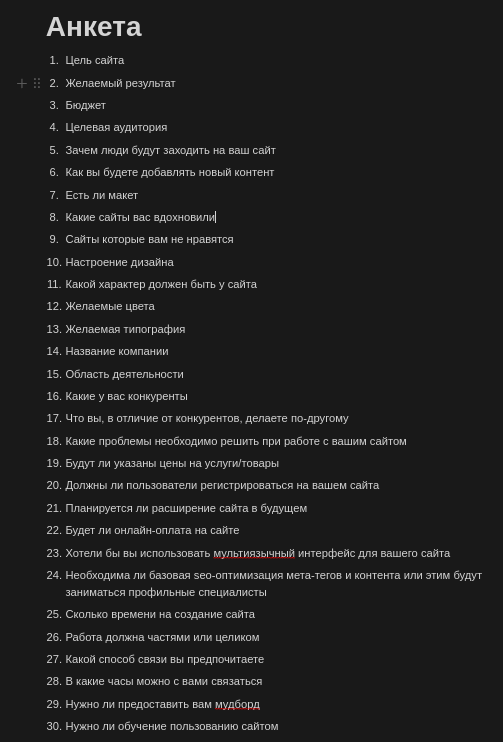 Анкета
1. Цель сайта
2. Желаемый результат
3. Бюджет
4. Целевая аудитория
5. Зачем люди будут заходить на ваш сайт
6. Как вы будете добавлять новый контент
7. Есть ли макет
8. Какие сайты вас вдохновили
9. Сайты которые вам не нравятся
10. Настроение дизайна
11. Какой характер должен быть у сайта
12. Желаемые цвета
13. Желаемая типография
14. Название компании
15. Область деятельности
16. Какие у вас конкуренты
17. Что вы, в отличие от конкурентов, делаете по-другому
18. Какие проблемы необходимо решить при работе с вашим сайтом
19. Будут ли указаны цены на услуги/товары
20. Должны ли пользователи регистрироваться на вашем сайта
21. Планируется ли расширение сайта в будущем
22. Будет ли онлайн-оплата на сайте
23. Хотели бы вы использовать мультиязычный интерфейс для вашего сайта
24. Необходима ли базовая seo-оптимизация мета-тегов и контента или этим будут
заниматься профильные специалисты
25. Сколько времени на создание сайта
26. Работа должна частями или целиком
27. Какой способ связи вы предпочитаете
28. В какие часы можно с вами связаться
29. Нужно ли предоставить вам мудборд
30. Нужно ли обучение пользованию сайтом